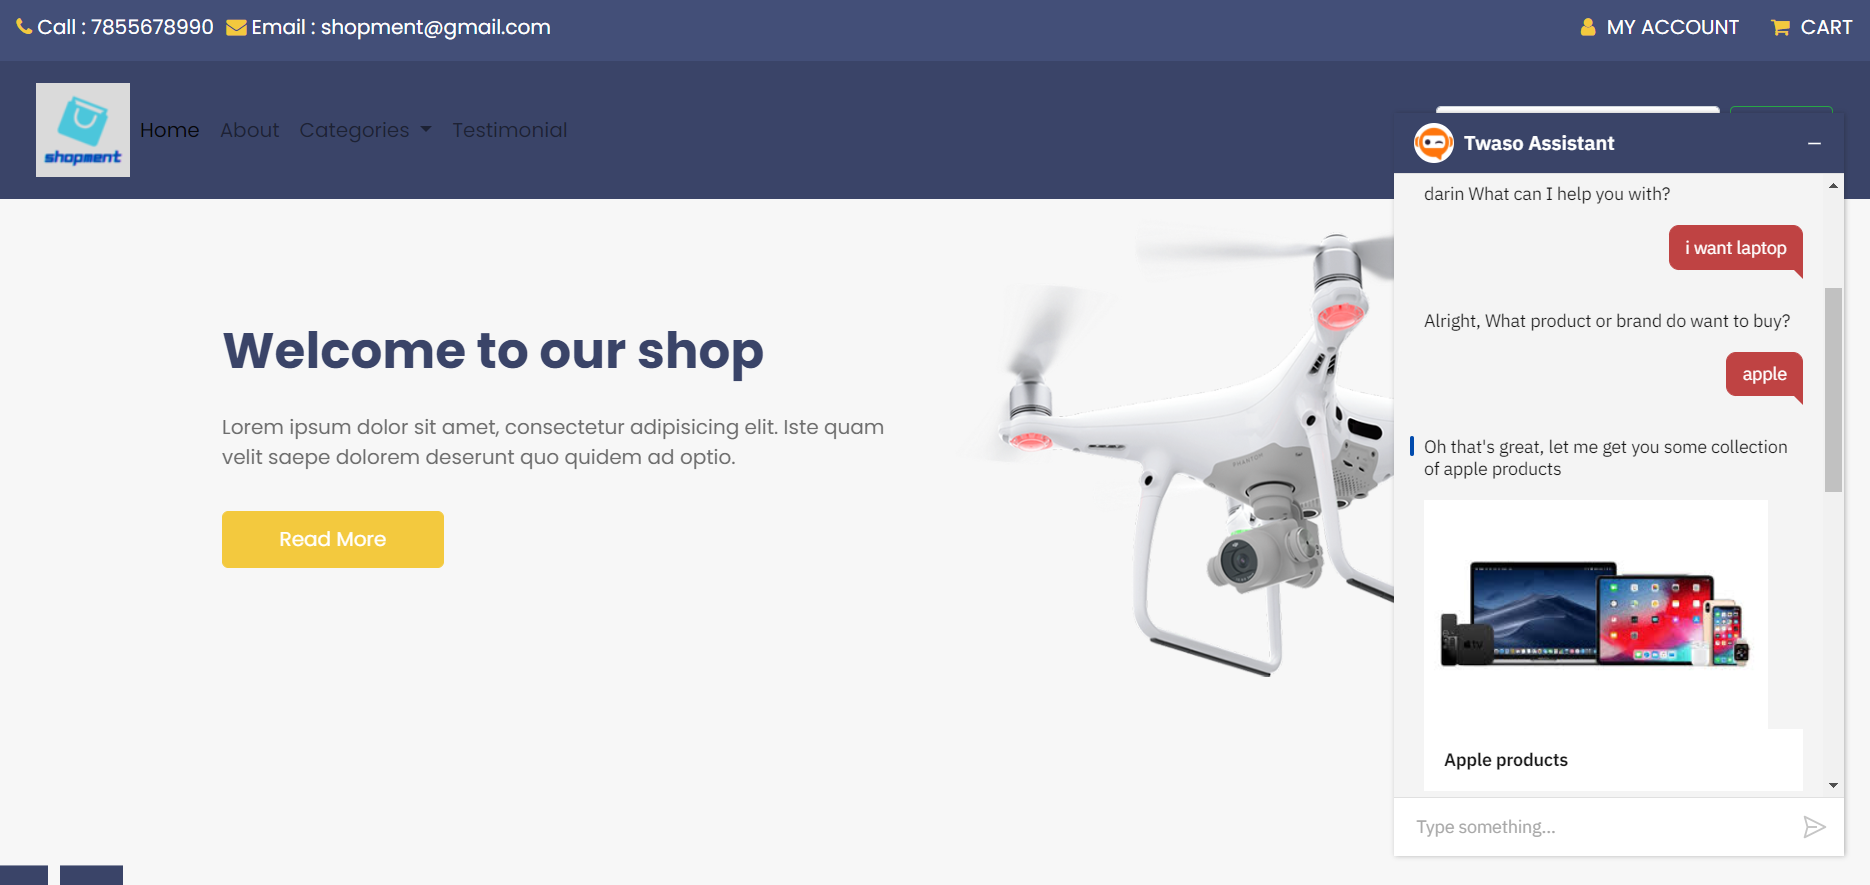 Call : 7855678990 Email : shopment@gmail.com
MY ACCOUNT CART
shopment
Home About Categories Testimonial
Welcome to our shop
Lorem ipsum dolor sit amet, consectetur adipisicing elit. Iste quam
velit saepe dolorem deserunt quo quidem ad optio.
Read More
PHANTOM
Twaso Assistant
darin What can I help you with?
i want laptop
Alright, What product or brand do want to buy?
apple
Oh that's great, let me get you some collection
of apple products
tv
Apple products
Type something...